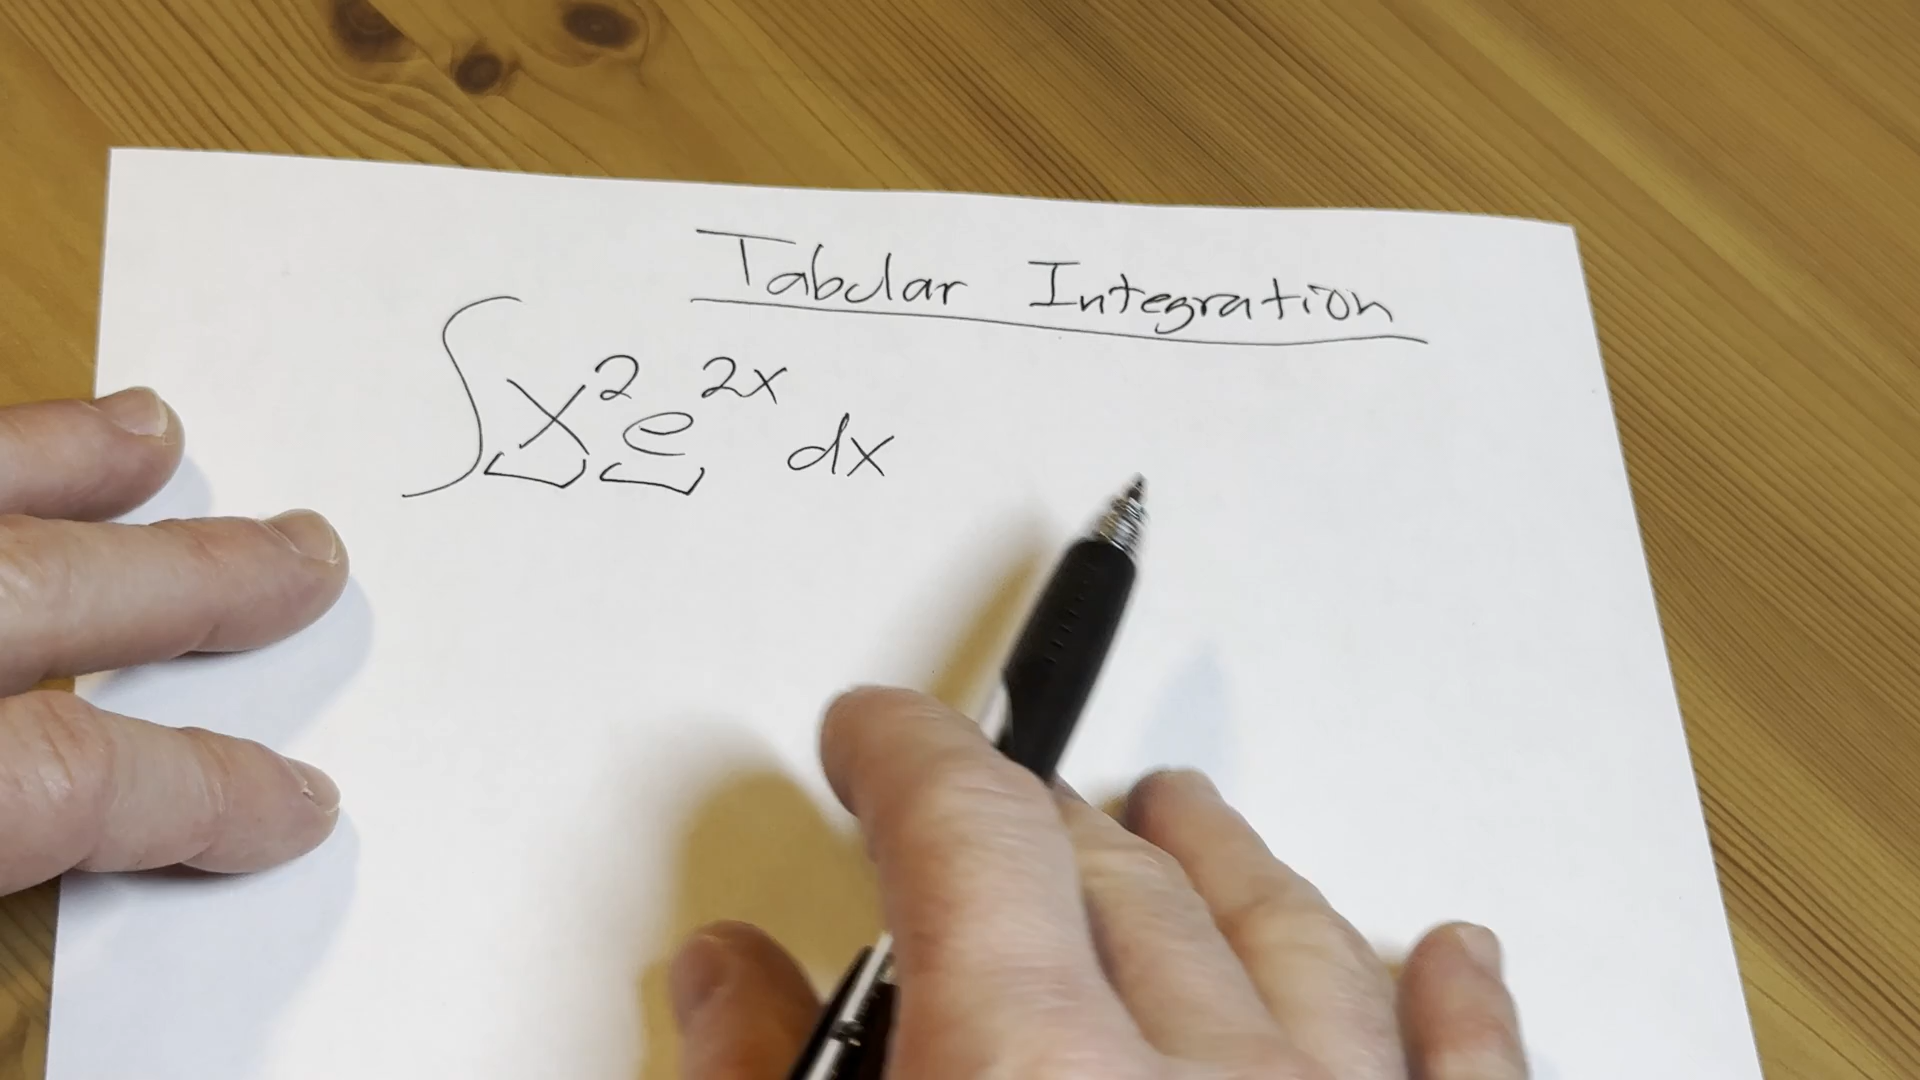 Tabular Integration
∫x²e²ˣ dx